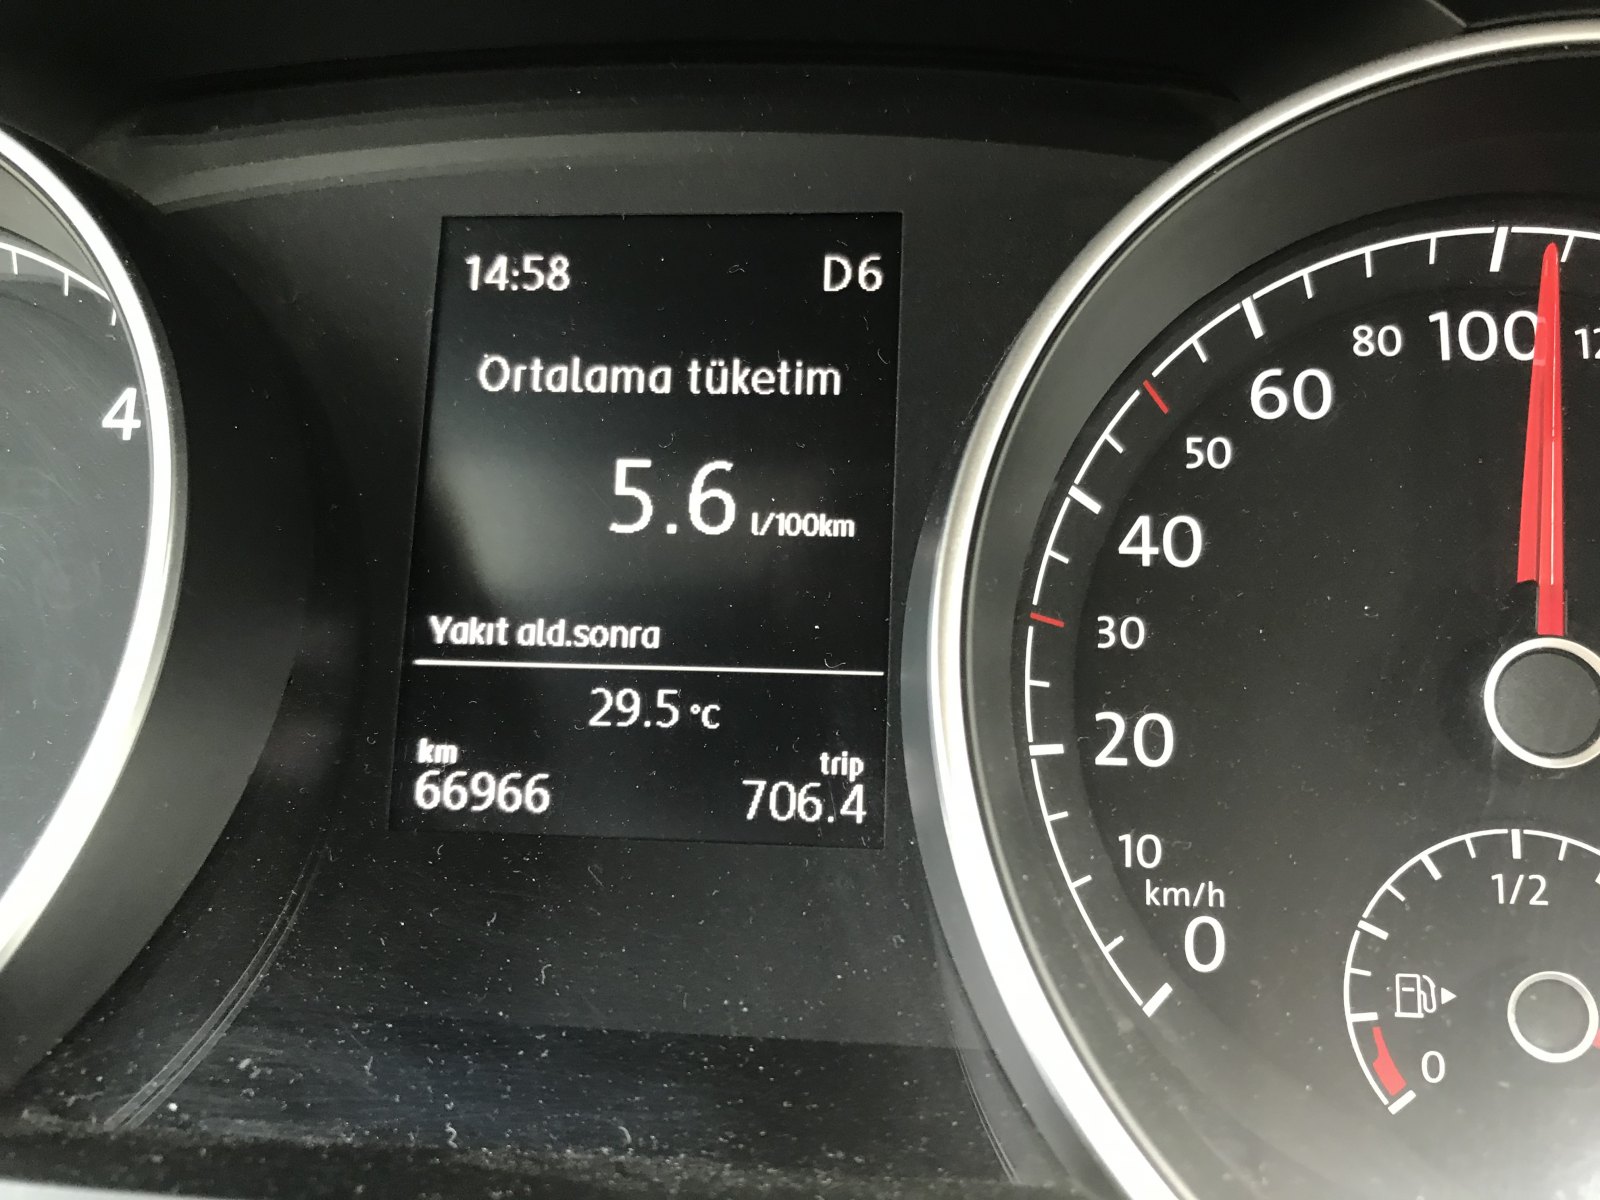 14:58 D6
Ortalama tüketim
5.6 l/100km
Yakıt ald.sonra
29.5 °C
km trip
66966 706.4
4
80 100
60
50
40
30
20
10
km/h
0
1/2
0